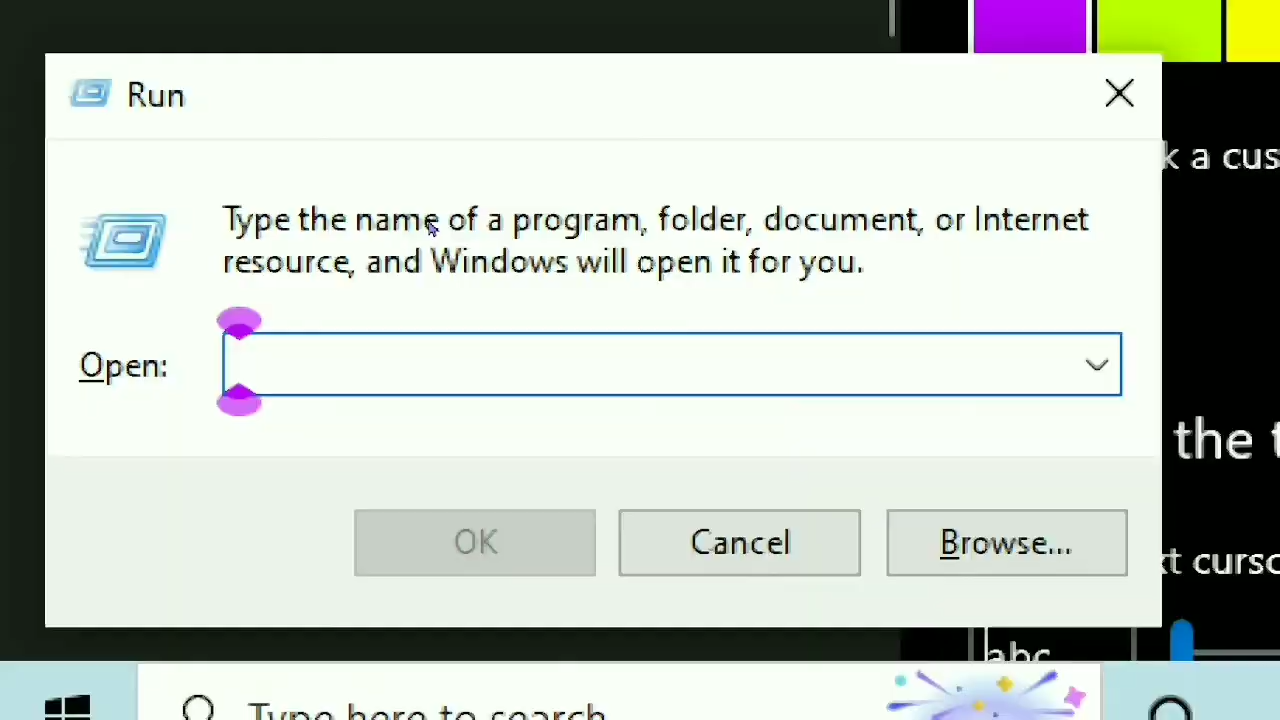 Run
k a cus
Type the name of a program, folder, document, or Internet
resource, and Windows will open it for you.
Open:
the t
OK
Cancel
Browse...
xt curso
abc
Type here to search